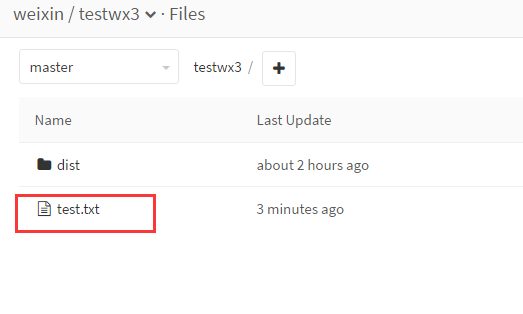 weixin / testwx3 · Files
master testwx3 /
Name Last Update
dist about 2 hours ago
test.txt 3 minutes ago